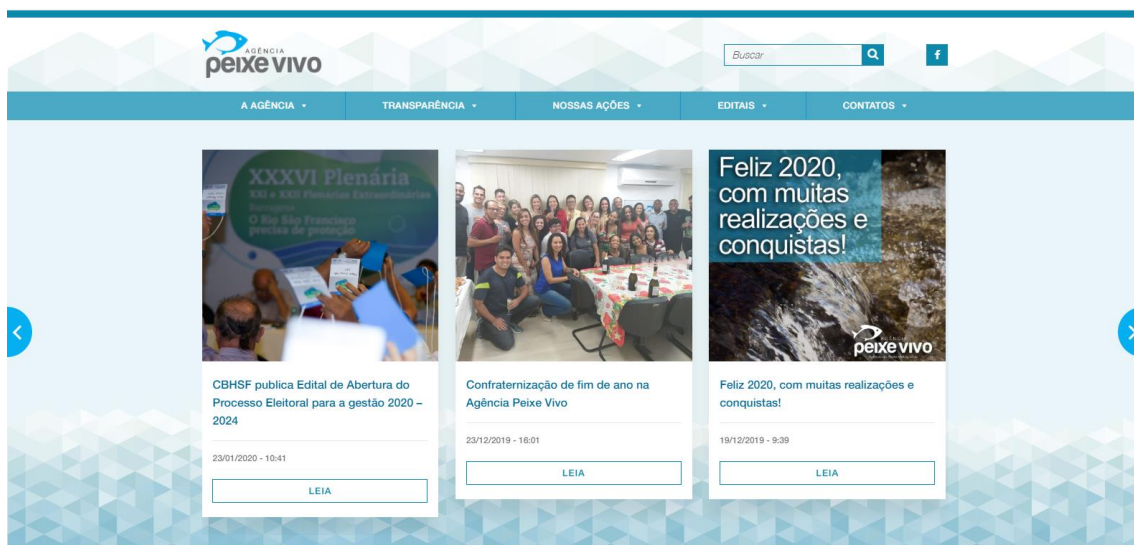 AGÊNCIA
peixe vivo
Buscar
f
A AGÊNCIA
TRANSPARÊNCIA
NOSSAS AÇÕES
EDITAIS
CONTATOS
XXXVI Plenária
XXI e XXII Plenárias Extraordinárias
O Rio São Francisco
precisa de proteção
Feliz 2020,
com muitas
realizações e
conquistas!
AGÊNCIA
peixe vivo
CBHSF publica Edital de Abertura do
Processo Eleitoral para a gestão 2020 –
2024
23/01/2020 - 10:41
LEIA
Confraternização de fim de ano na
Agência Peixe Vivo
23/12/2019 - 16:01
LEIA
Feliz 2020, com muitas realizações e
conquistas!
19/12/2019 - 9:39
LEIA